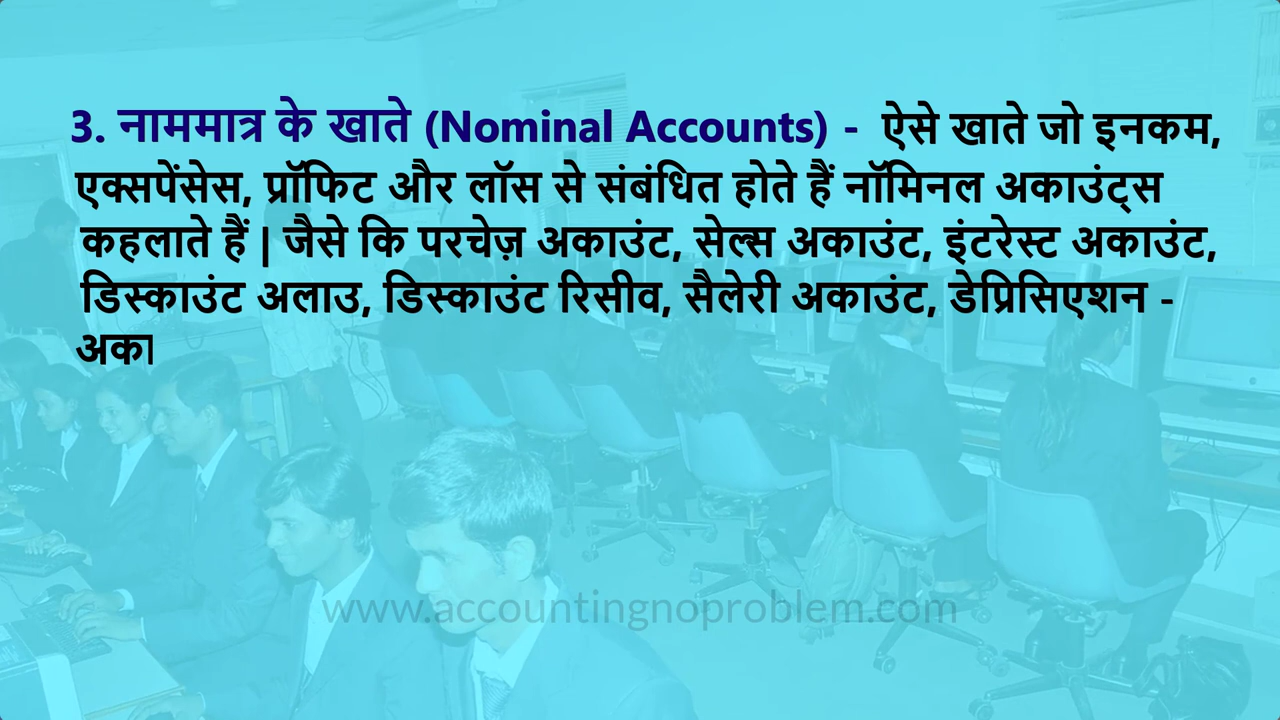 3. नाममात्र के खाते (Nominal Accounts) - ऐसे खाते जो इनकम,
एक्सपेंसेस, प्रॉफिट और लॉस से संबंधित होते हैं नॉमिनल अकाउंट्स
कहलाते हैं | जैसे कि परचेज़ अकाउंट, सेल्स अकाउंट, इंटरेस्ट अकाउंट,
डिस्काउंट अलाउ, डिस्काउंट रिसीव, सैलेरी अकाउंट, डेप्रिसिएशन -
अका
www.accountingnoproblem.com